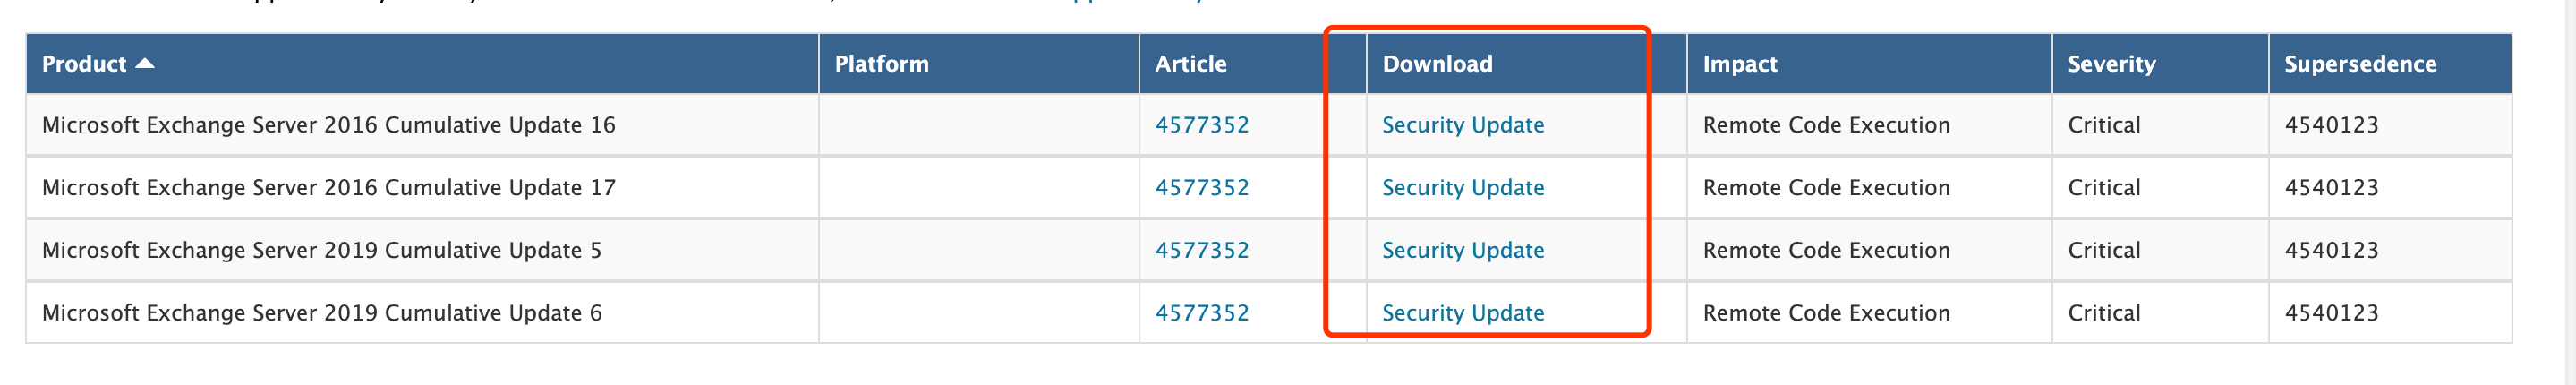 Product Platform Article Download Impact Severity Supersedence
Microsoft Exchange Server 2016 Cumulative Update 16 4577352 Security Update Remote Code Execution Critical 4540123
Microsoft Exchange Server 2016 Cumulative Update 17 4577352 Security Update Remote Code Execution Critical 4540123
Microsoft Exchange Server 2019 Cumulative Update 5 4577352 Security Update Remote Code Execution Critical 4540123
Microsoft Exchange Server 2019 Cumulative Update 6 4577352 Security Update Remote Code Execution Critical 4540123